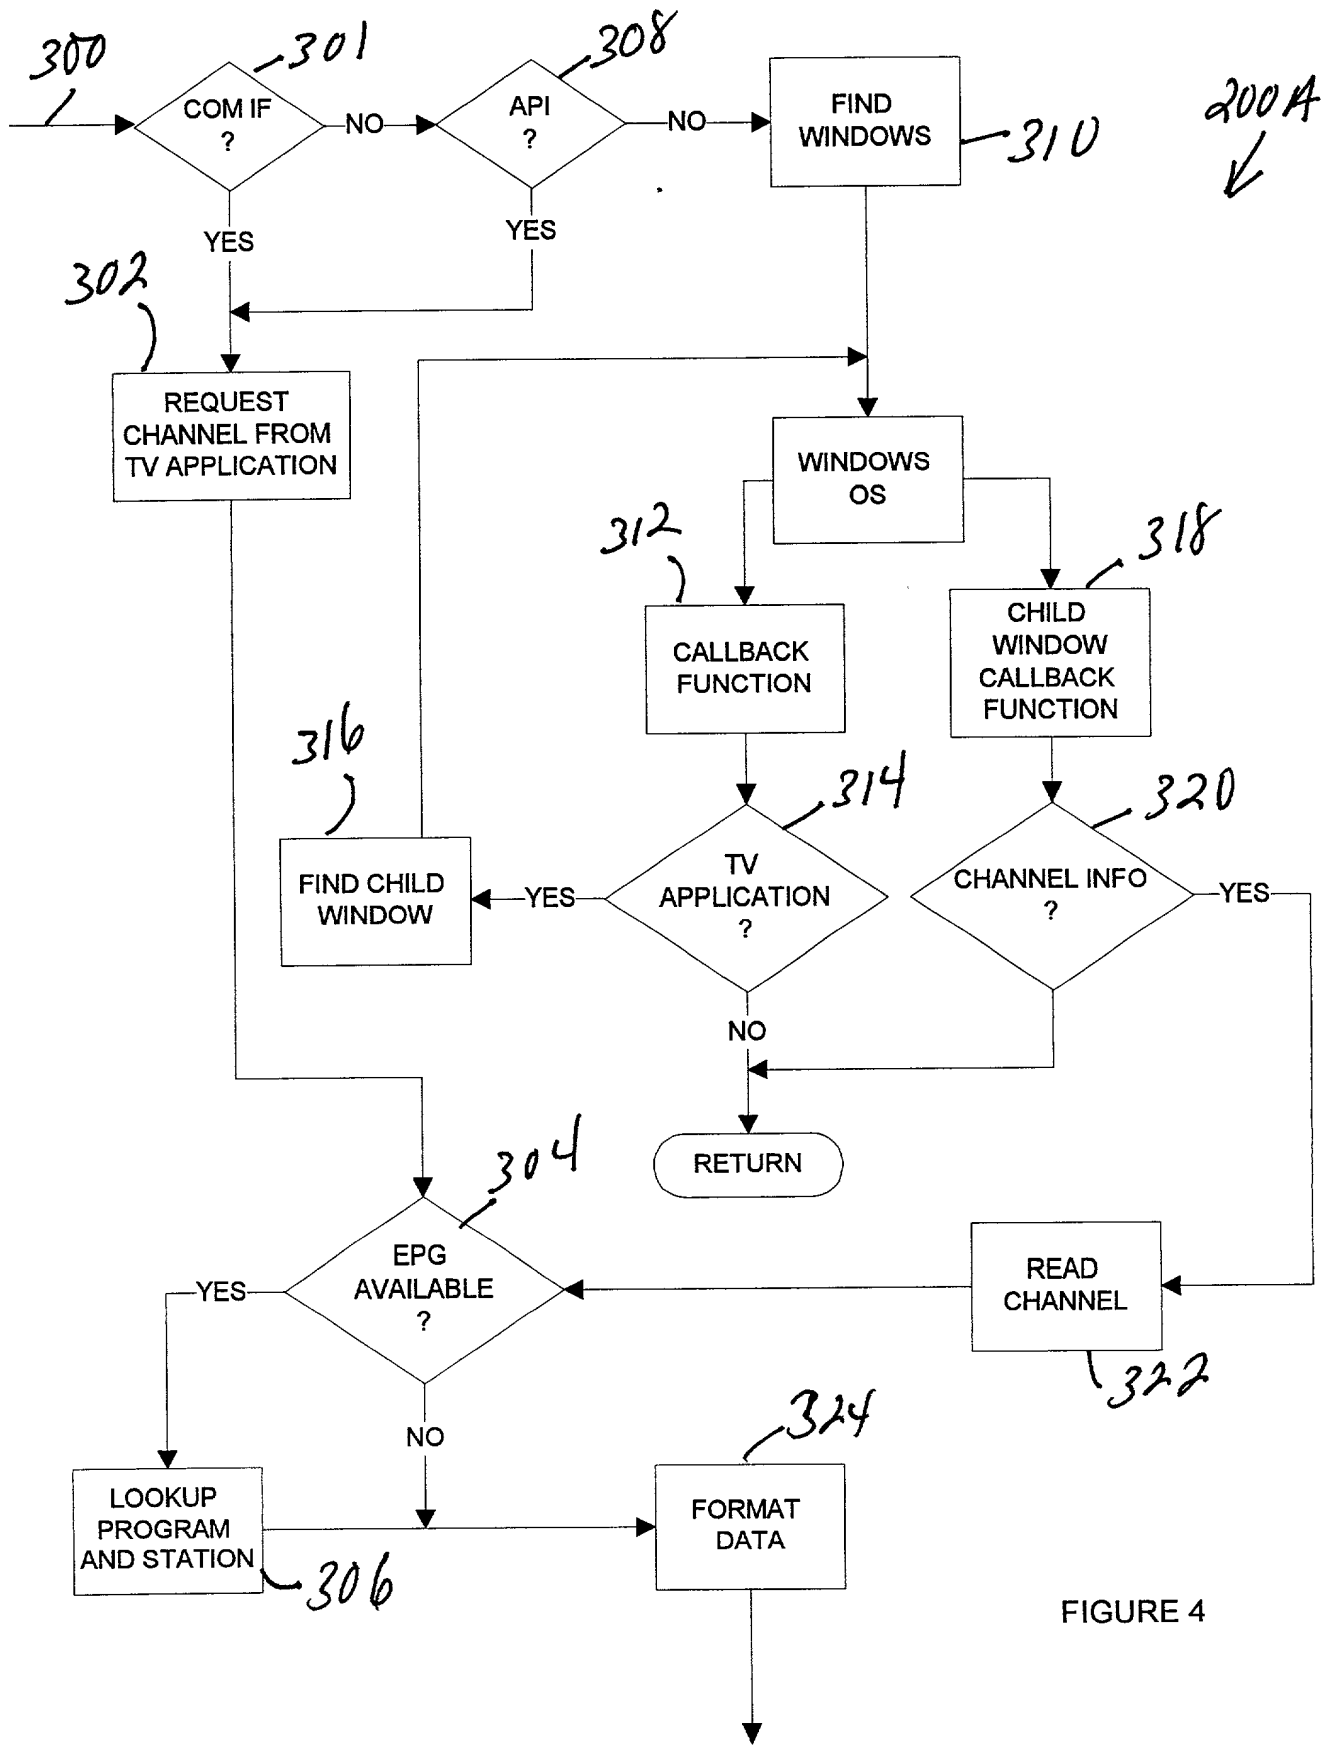 300
301
308
COM IF
?
NO
API
?
NO
FIND
WINDOWS
310
200A
YES
YES
302
REQUEST
CHANNEL FROM
TV APPLICATION
WINDOWS
OS
312
318
CALLBACK
FUNCTION
CHILD
WINDOW
CALLBACK
FUNCTION
316
314
320
FIND CHILD
WINDOW
YES
TV
APPLICATION
?
CHANNEL INFO
?
YES
NO
RETURN
304
EPG
AVAILABLE
?
YES
READ
CHANNEL
322
NO
324
LOOKUP
PROGRAM
AND STATION
306
FORMAT
DATA
FIGURE 4